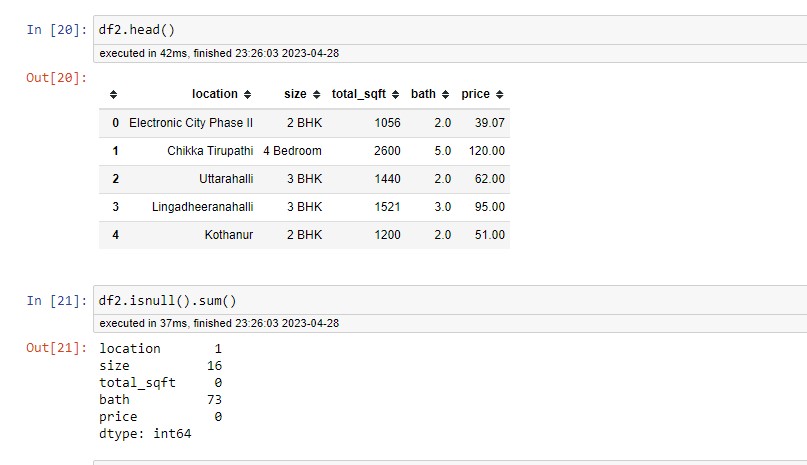 In [20]: df2.head()
executed in 42ms, finished 23:26:03 2023-04-28
Out[20]:
location size total_sqft bath price
0 Electronic City Phase II 2 BHK 1056 2.0 39.07
1 Chikka Tirupathi 4 Bedroom 2600 5.0 120.00
2 Uttarahalli 3 BHK 1440 2.0 62.00
3 Lingadheeranahalli 3 BHK 1521 3.0 95.00
4 Kothanur 2 BHK 1200 2.0 51.00
In [21]: df2.isnull().sum()
executed in 37ms, finished 23:26:03 2023-04-28
Out[21]: location 1
size 16
total_sqft 0
bath 73
price 0
dtype: int64